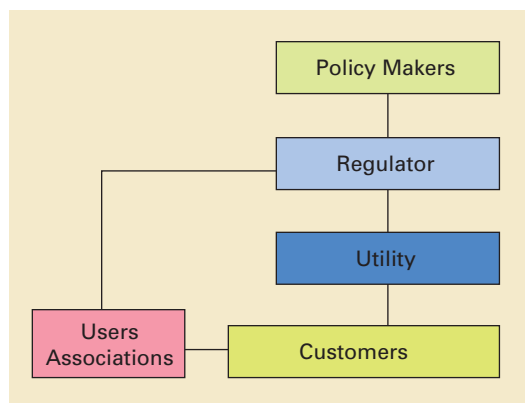 Policy Makers
Regulator
Utility
Users
Associations
Customers